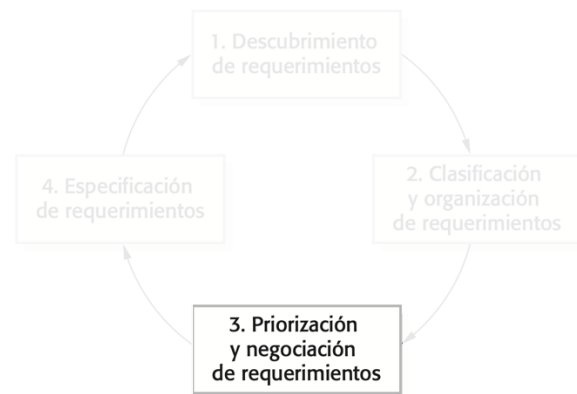 1. Descubrimiento
de requerimientos
2. Clasificación
y organización
de requerimientos
3. Priorización
y negociación
de requerimientos
4. Especificación
de requerimientos